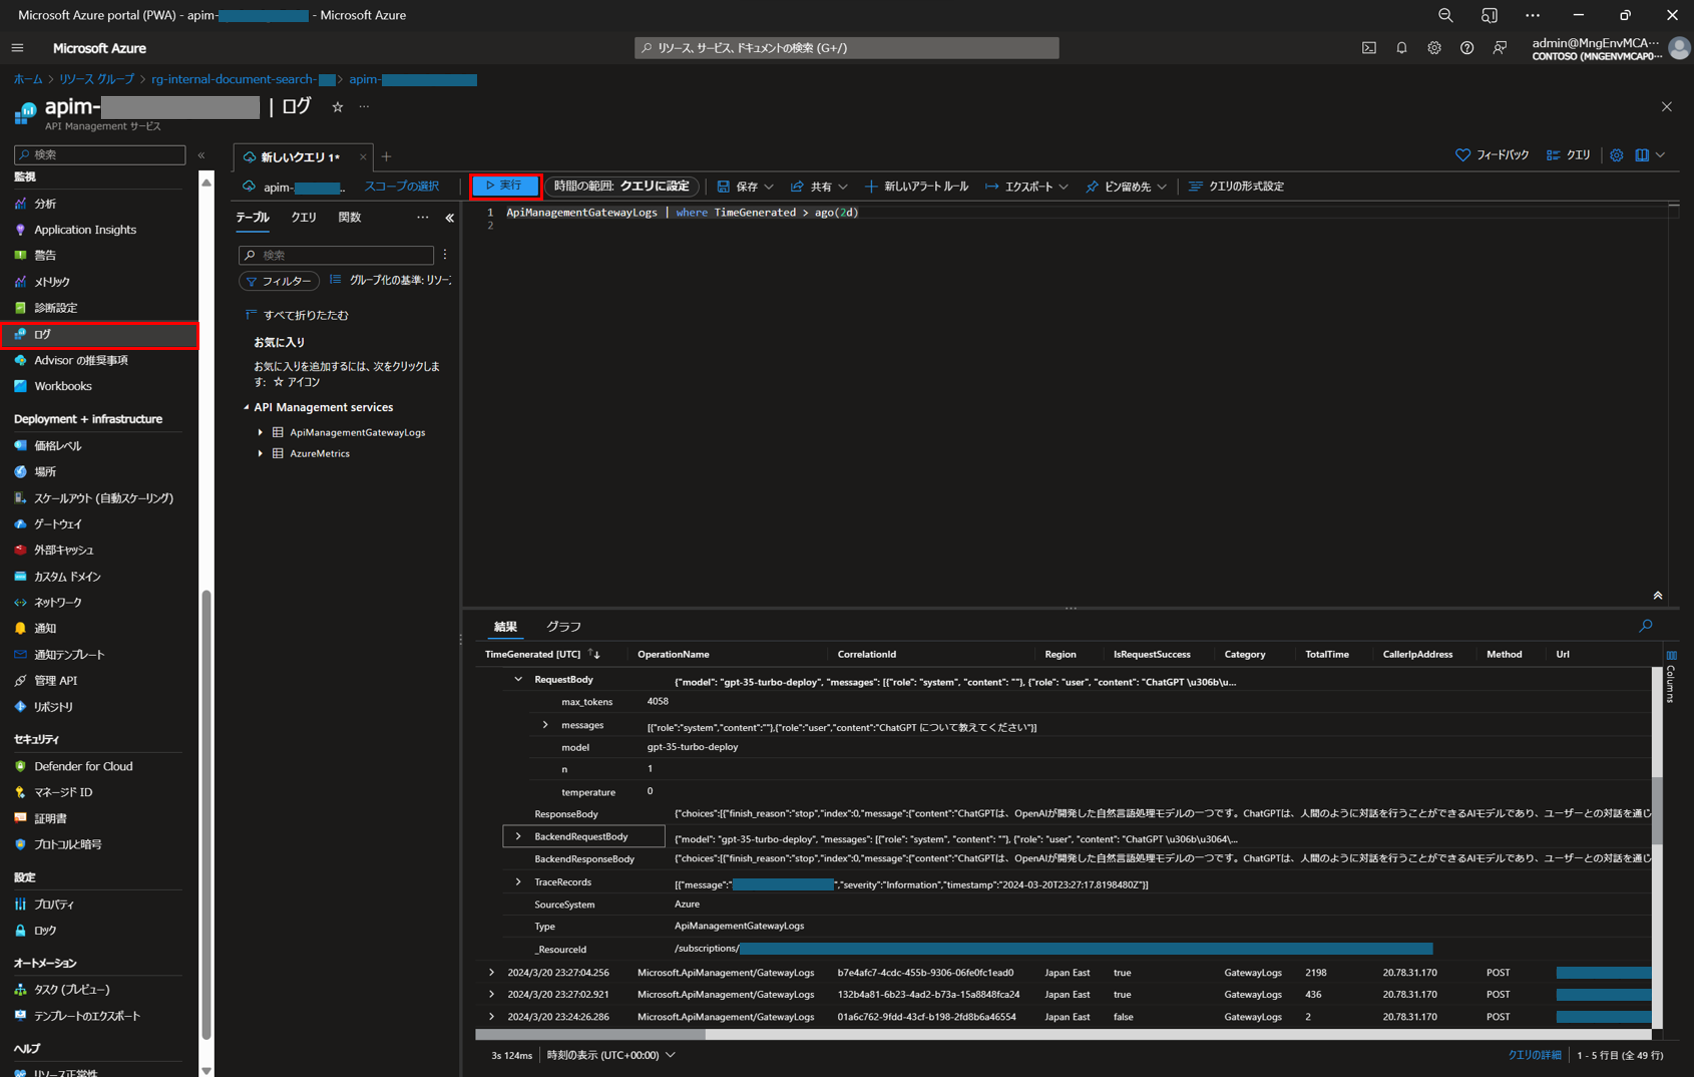 Microsoft Azure portal (PWA) - apim- - Microsoft Azure
Microsoft Azure
リソース、サービス、ドキュメントの検索 (G+/)
admin@MngEnvMCA…
CONTOSO (MNGENVMCAP0…
ホーム > リソース グループ > rg-internal-document-search- > apim-
apim- | ログ ☆ …
API Management サービス
検索
«
監視
分析
Application Insights
警告
メトリック
診断設定
ログ
Advisor の推奨事項
Workbooks
Deployment + infrastructure
価格レベル
場所
スケールアウト (自動スケーリング)
ゲートウェイ
外部キャッシュ
カスタム ドメイン
ネットワーク
通知
通知テンプレート
管理 API
リポジトリ
セキュリティ
Defender for Cloud
マネージド ID
証明書
プロトコルと暗号
設定
プロパティ
ロック
オートメーション
タスク (プレビュー)
テンプレートのエクスポート
ヘルプ
リソース正常性
新しいクエリ 1*
フィードバック
クエリ
apim- ..
スコープの選択
実行
時間の範囲: クエリに設定
保存
共有
新しいアラート ルール
エクスポート
ピン留め先
クエリの形式設定
テーブル クエリ 関数 … «
検索
フィルター
グループ化の基準: リソー
すべて折りたたむ
お気に入り
お気に入りを追加するには、次をクリックしま
す: ☆ アイコン
API Management services
ApiManagementGatewayLogs
AzureMetrics
1 ApiManagementGatewayLogs | where TimeGenerated > ago(2d)
2
結果 グラフ
TimeGenerated [UTC] ↑↓ OperationName CorrelationId Region IsRequestSuccess Category TotalTime CallerIpAddress Method Url
Columns
RequestBody {"model": "gpt-35-turbo-deploy", "messages": [{"role": "system", "content": ""}, {"role": "user", "content": "ChatGPT \u306b\u...
max_tokens 4058
messages [{"role":"system","content":""},{"role":"user","content":"ChatGPT について教えてください"}]
model gpt-35-turbo-deploy
n 1
temperature 0
ResponseBody {"choices":[{"finish_reason":"stop","index":0,"message":{"content":"ChatGPTは、OpenAIが開発した自然言語処理モデルの一つです。ChatGPTは、人間のように対話を行うことができるAIモデルであり、ユーザーとの対話を通じ
BackendRequestBody {"model": "gpt-35-turbo-deploy", "messages": [{"role": "system", "content": ""}, {"role": "user", "content": "ChatGPT \u306b\u3064\...
BackendResponseBody {"choices":[{"finish_reason":"stop","index":0,"message":{"content":"ChatGPTは、OpenAIが開発した自然言語処理モデルの一つです。ChatGPTは、人間のように対話を行うことができるAIモデルであり、ユーザーとの対話を通じ
TraceRecords [{"message":" ","severity":"Information","timestamp":"2024-03-20T23:27:17.8198480Z"}]
SourceSystem Azure
Type ApiManagementGatewayLogs
_ResourceId /subscriptions/
2024/3/20 23:27:04.256 Microsoft.ApiManagement/GatewayLogs b7e4afc7-4cdc-455b-9306-06fe0fc1ead0 Japan East true GatewayLogs 2198 20.78.31.170 POST
2024/3/20 23:27:02.921 Microsoft.ApiManagement/GatewayLogs 132b4a81-6b23-4ad2-b73a-15a8848fca24 Japan East true GatewayLogs 436 20.78.31.170 POST
2024/3/20 23:24:26.286 Microsoft.ApiManagement/GatewayLogs 01a6c762-9fdd-43cf-b198-2fd8b6a46554 Japan East false GatewayLogs 2 20.78.31.170 POST
3s 124ms 時刻の表示 (UTC+00:00)
クエリの詳細 1 - 5 行目 (全 49 行)